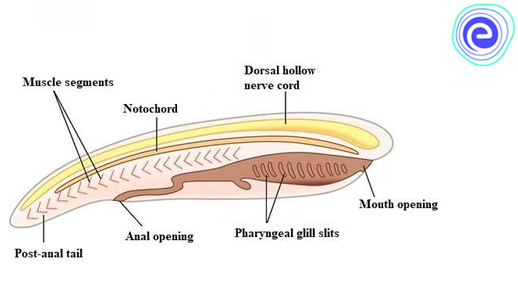 Dorsal hollow
nerve cord
Muscle segments
Notochord
Mouth opening
Pharyngeal glill slits
Anal opening
Post-anal tail